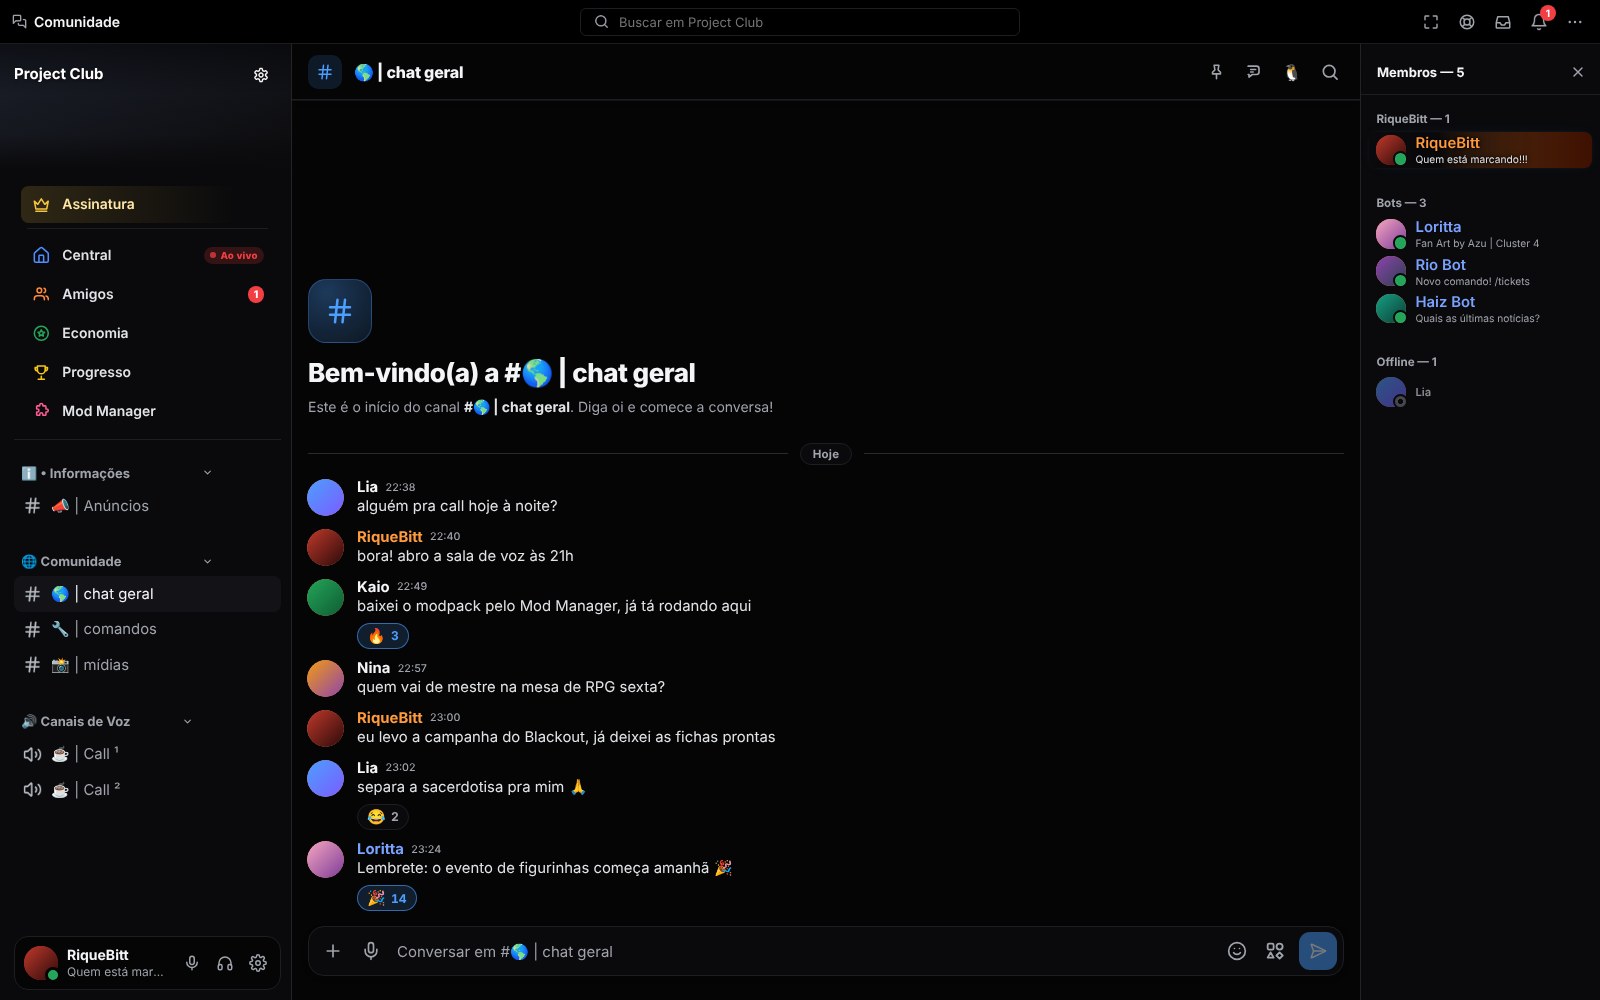 Comunidade
Buscar em Project Club
1
Project Club
Assinatura
Central
Ao vivo
Amigos
1
Economia
Progresso
Mod Manager
ℹ️ • Informações
📣 | Anúncios
🌐 Comunidade
🌎 | chat geral
🔧 | comandos
📸 | mídias
🔊 Canais de Voz
☕ | Call ¹
☕ | Call ²
RiqueBitt
Quem está mar...
🌎 | chat geral
Bem-vindo(a) a #🌎 | chat geral
Este é o início do canal #🌎 | chat geral. Diga oi e comece a conversa!
Hoje
Lia 22:38
alguém pra call hoje à noite?
RiqueBitt 22:40
bora! abro a sala de voz às 21h
Kaio 22:49
baixei o modpack pelo Mod Manager, já tá rodando aqui
🔥 3
Nina 22:57
quem vai de mestre na mesa de RPG sexta?
RiqueBitt 23:00
eu levo a campanha do Blackout, já deixei as fichas prontas
Lia 23:02
separa a sacerdotisa pra mim 🙏
😂 2
Loritta 23:24
Lembrete: o evento de figurinhas começa amanhã 🎉
🎉 14
Conversar em #🌎 | chat geral
Membros — 5
RiqueBitt — 1
RiqueBitt
Quem está marcando!!!
Bots — 3
Loritta
Fan Art by Azu | Cluster 4
Rio Bot
Novo comando! /tickets
Haiz Bot
Quais as últimas notícias?
Offline — 1
Lia